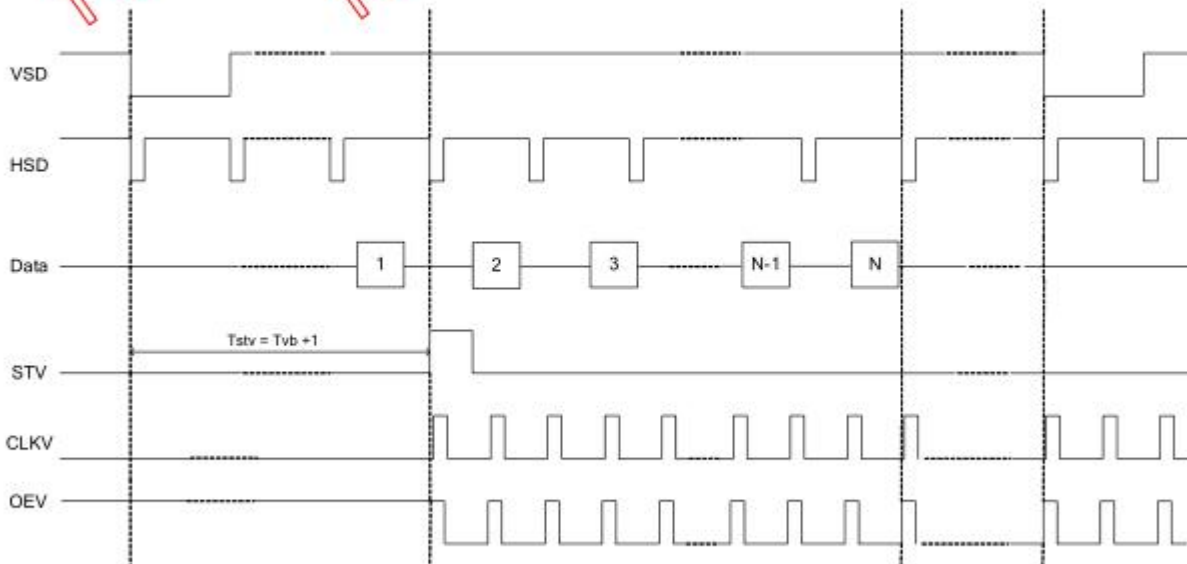 VSD
HSD
Data
1
2
3
N-1
N
Tstv = Tvb +1
STV
CLKV
OEV